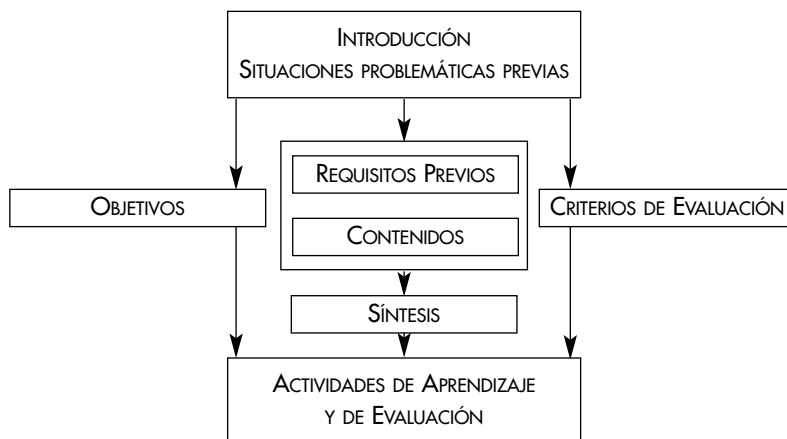 Introducción
Situaciones problemáticas previas
Requisitos Previos
Objetivos
Criterios de Evaluación
Contenidos
Síntesis
Actividades de Aprendizaje
y de Evaluación